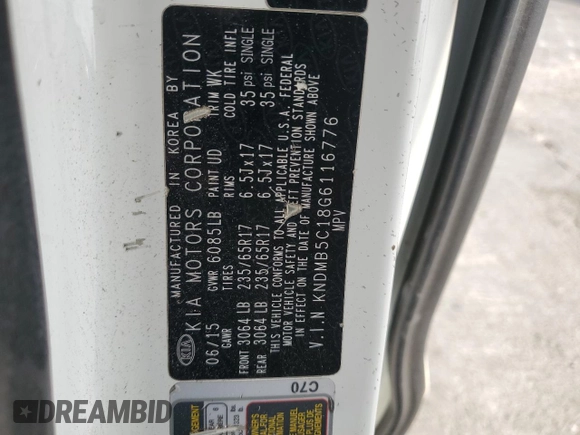 MANUFACTURED IN KOREA BY
KIA KIA MOTORS CORPORATION
06/15 GVWR 6085LB PAINT UD TRIM WK
GAWR TIRES RIMS COLD TIRE INFL
FRONT 3064 LB 235/65R17 6.5Jx17 35 psi SINGLE
REAR 3064 LB 235/65R17 6.5Jx17 35 psi SINGLE
THIS VEHICLE CONFORMS TO ALL APPLICABLE U.S.A. FEDERAL
MOTOR VEHICLE SAFETY AND THEFT PREVENTION STANDARDS
IN EFFECT ON THE DATE OF MANUFACTURE SHOWN ABOVE
V.I.N KNDMB5C18G6116776
MPV
C70
DREAMBID